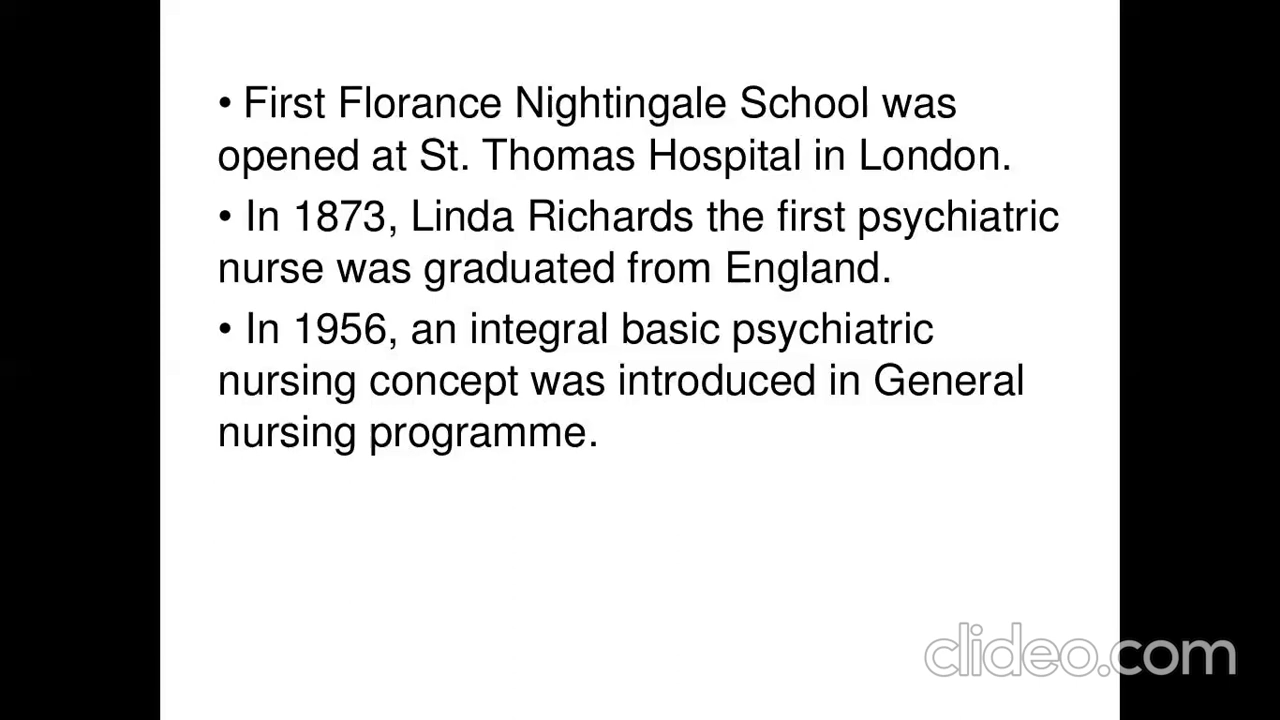 • First Florance Nightingale School was
opened at St. Thomas Hospital in London.
• In 1873, Linda Richards the first psychiatric
nurse was graduated from England.
• In 1956, an integral basic psychiatric
nursing concept was introduced in General
nursing programme.
clideo.com